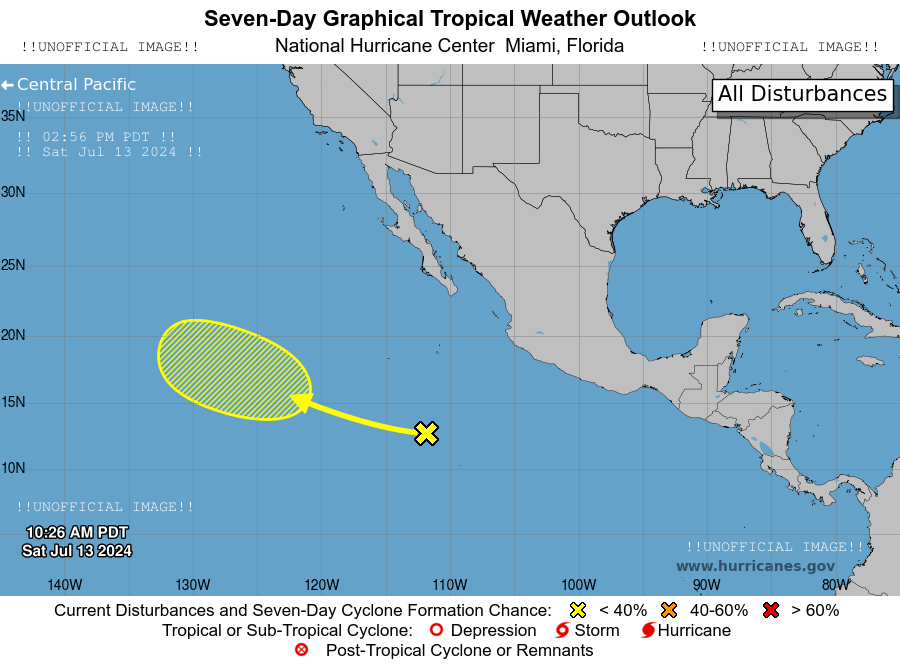 Seven-Day Graphical Tropical Weather Outlook
!!UNOFFICIAL IMAGE!! National Hurricane Center Miami, Florida !!UNOFFICIAL IMAGE!!
Central Pacific
All Disturbances
!!UNOFFICIAL IMAGE!!
35N
!! 02:56 PM PDT !!
!! Sat Jul 13 2024 !!
30N
25N
20N
15N
10N
!!UNOFFICIAL IMAGE!!
10:26 AM PDT
Sat Jul 13 2024
!!UNOFFICIAL IMAGE!!
www.hurricanes.gov
140W 130W 120W 110W 100W 90W 80W
Current Disturbances and Seven-Day Cyclone Formation Chance: < 40% 40-60% > 60%
Tropical or Sub-Tropical Cyclone: Depression Storm Hurricane
Post-Tropical Cyclone or Remnants